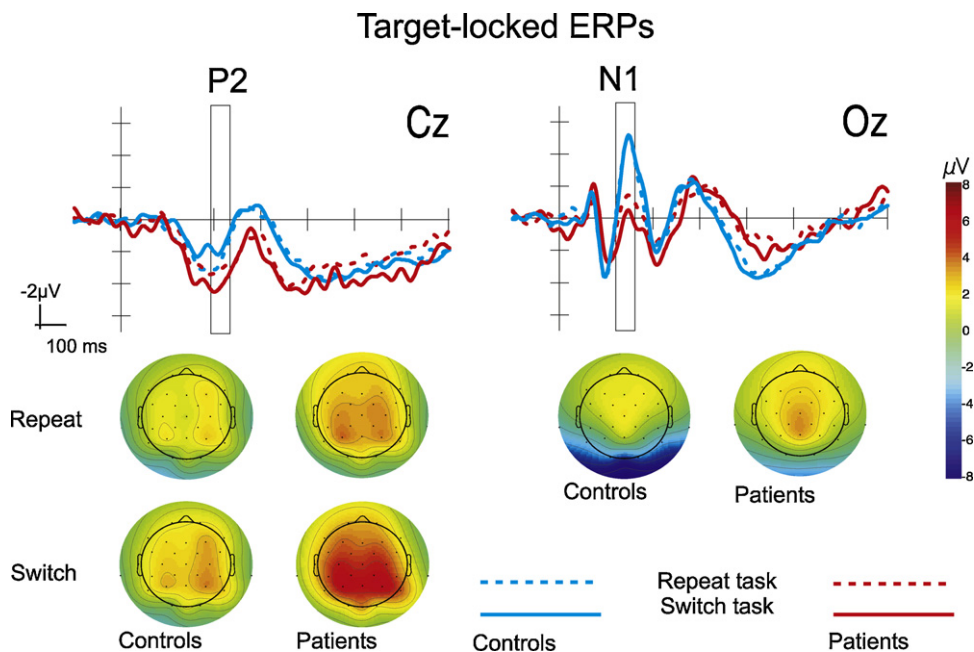 Target-locked ERPs
P2
N1
Cz
Oz
μV
8
6
4
2
0
-2
-4
-6
-8
-2μV
100 ms
Repeat
Controls
Patients
Switch
Controls
Patients
Repeat task
Switch task
Controls
Patients